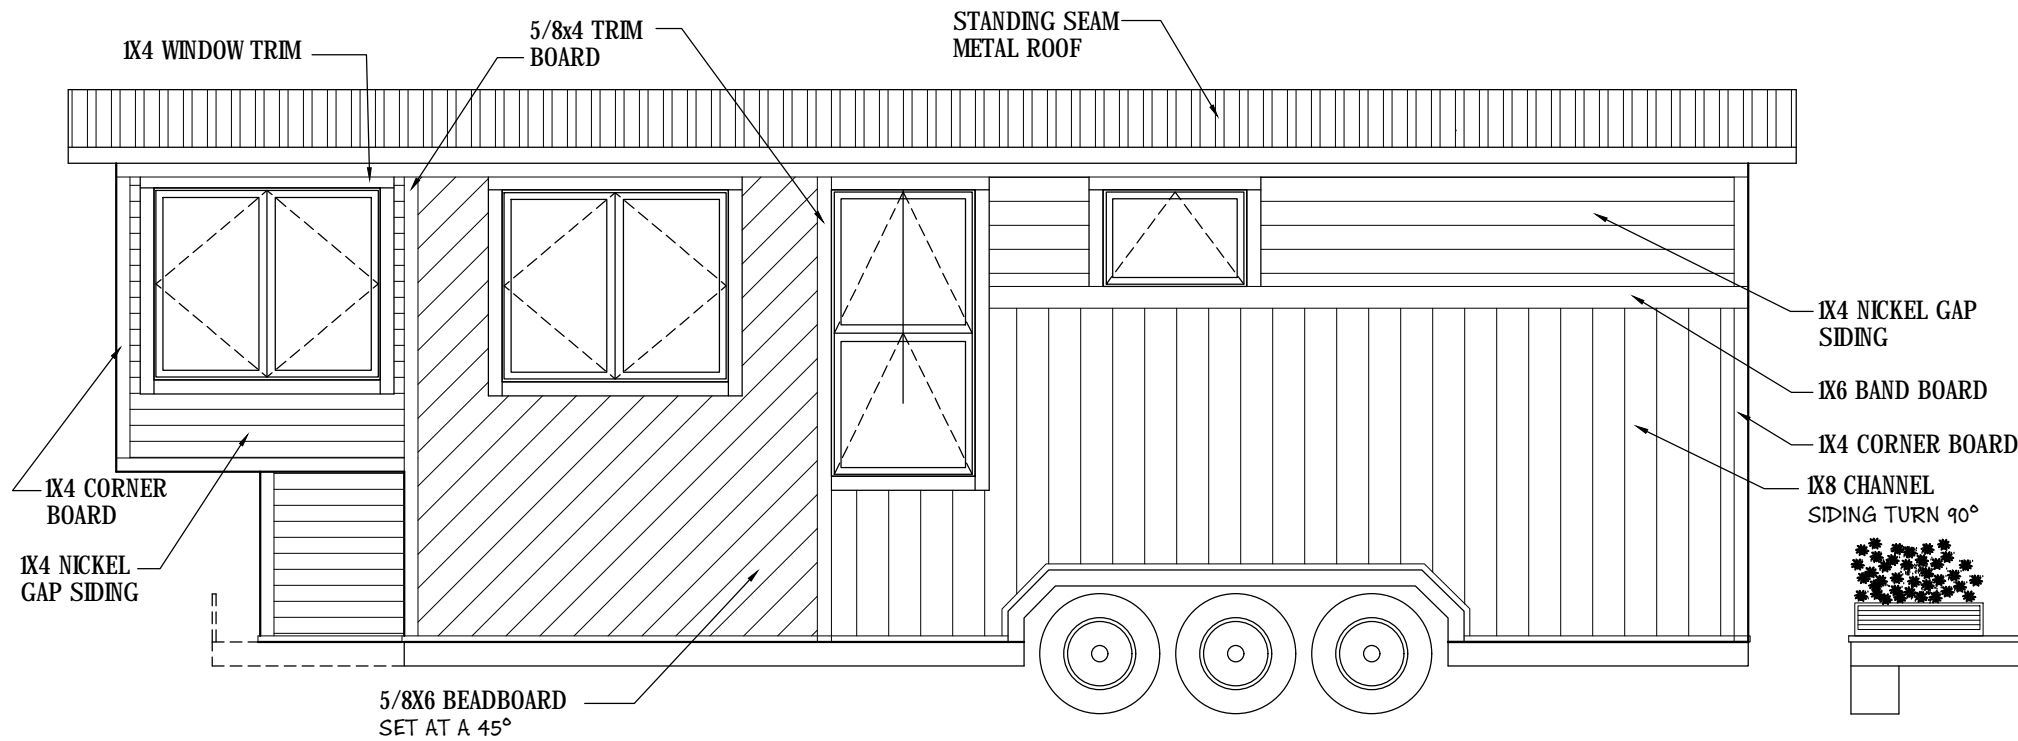 1X4 WINDOW TRIM
5/8x4 TRIM
BOARD
STANDING SEAM
METAL ROOF
1X4 NICKEL GAP
SIDING
1X6 BAND BOARD
1X4 CORNER BOARD
1X8 CHANNEL
SIDING TURN 90°
1X4 CORNER
BOARD
1X4 NICKEL
GAP SIDING
5/8X6 BEADBOARD
SET AT A 45°